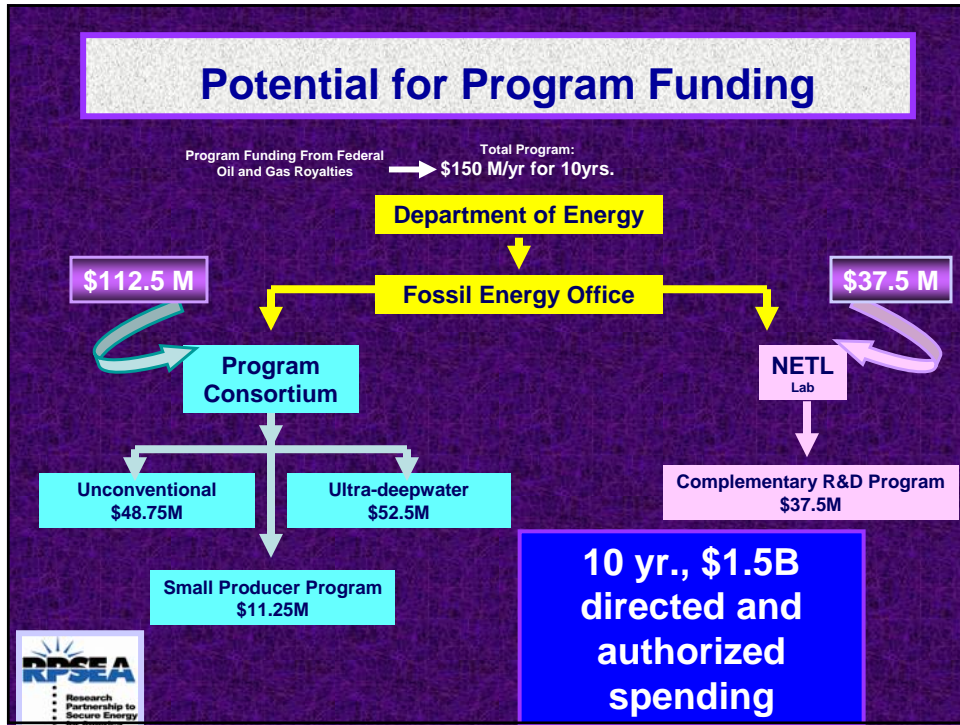 Potential for Program Funding
Program Funding From Federal
Oil and Gas Royalties
Total Program:
$150 M/yr for 10yrs.
Department of Energy
$112.5 M
Fossil Energy Office
$37.5 M
Program
Consortium
NETL
Lab
Unconventional
$48.75M
Ultra-deepwater
$52.5M
Complementary R&D Program
$37.5M
Small Producer Program
$11.25M
10 yr., $1.5B
directed and
authorized
spending
RPSEA
Research
Partnership to
Secure Energy